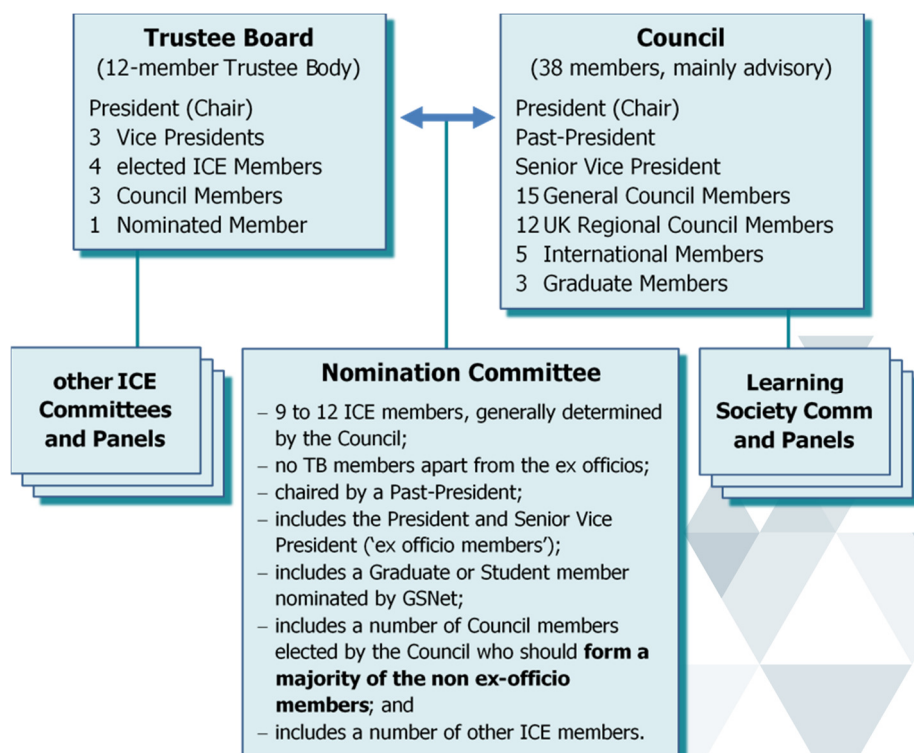 Trustee Board
(12-member Trustee Body)
President (Chair)
3 Vice Presidents
4 elected ICE Members
3 Council Members
1 Nominated Member
Council
(38 members, mainly advisory)
President (Chair)
Past-President
Senior Vice President
15 General Council Members
12 UK Regional Council Members
5 International Members
3 Graduate Members
other ICE
Committees
and Panels
Nomination Committee
– 9 to 12 ICE members, generally determined
by the Council;
– no TB members apart from the ex officios;
– chaired by a Past-President;
– includes the President and Senior Vice
President (‘ex officio members’);
– includes a Graduate or Student member
nominated by GSNet;
– includes a number of Council members
elected by the Council who should form a
majority of the non ex-officio
members; and
– includes a number of other ICE members.
Learning
Society Comm
and Panels